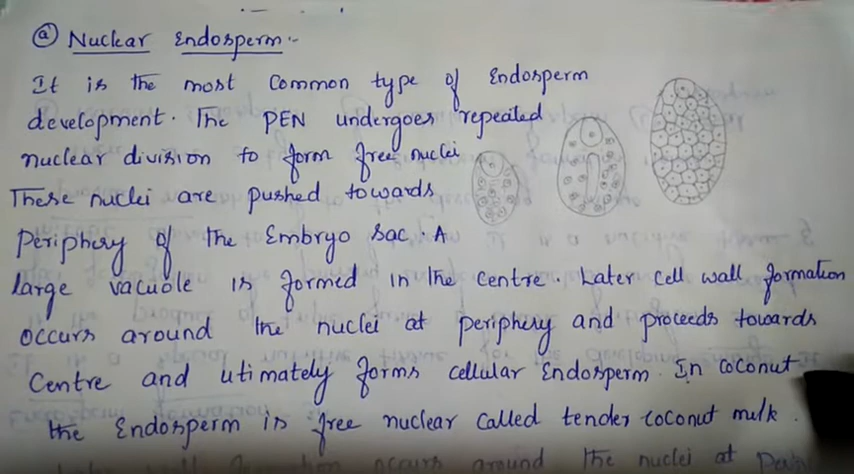 ⓐ Nuclear Endosperm:-
It is the most common type of Endosperm
development. The PEN undergoes repeated
nuclear division to form free nuclei
These nuclei are pushed towards
Periphery of the Embryo sac. A
large vacuole is formed in the centre. Later cell wall formation
occurs around the nuclei at periphery and proceeds towards
Centre and utimately forms cellular Endosperm. In coconut
the Endosperm is free nuclear called tender coconut milk.
occurs around the nuclei at